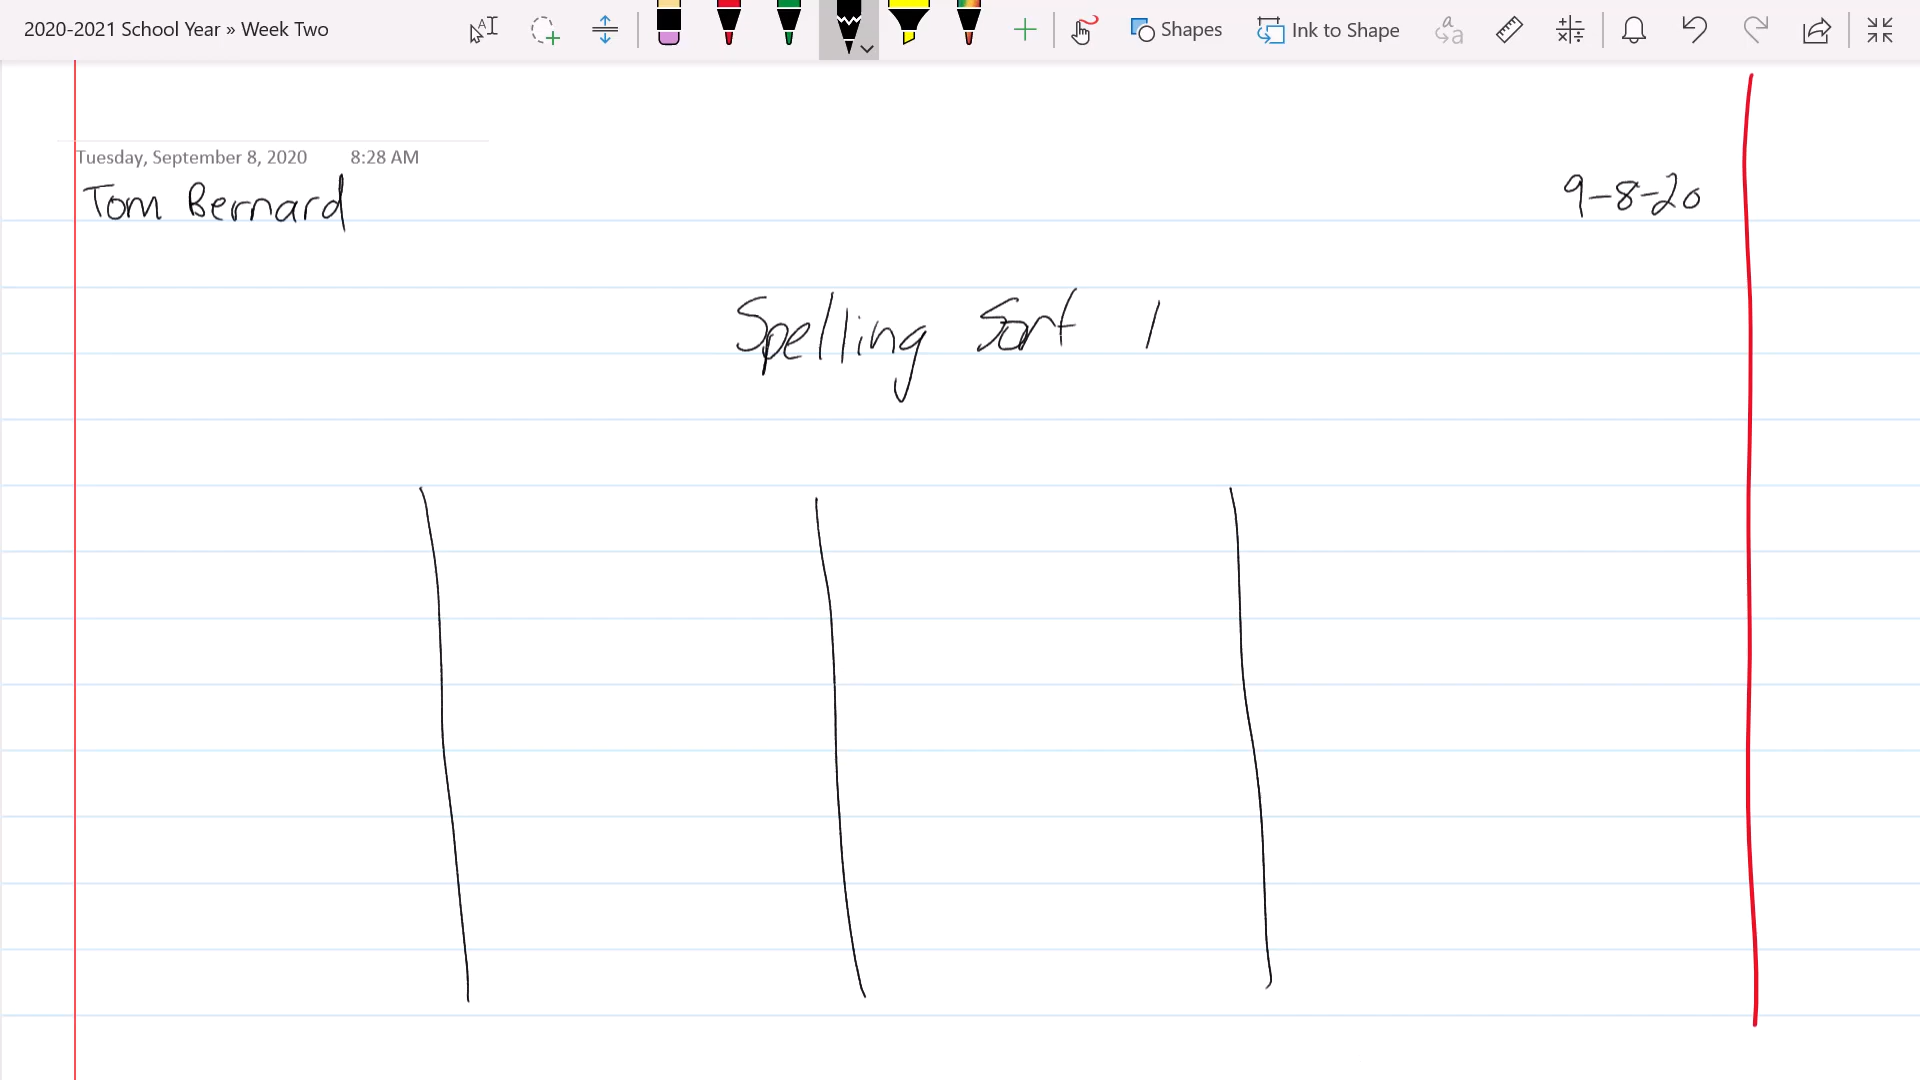 2020-2021 School Year » Week Two
Shapes
Ink to Shape
Tuesday, September 8, 2020 8:28 AM
Tom Bernard
9-8-20
Spelling Sort 1